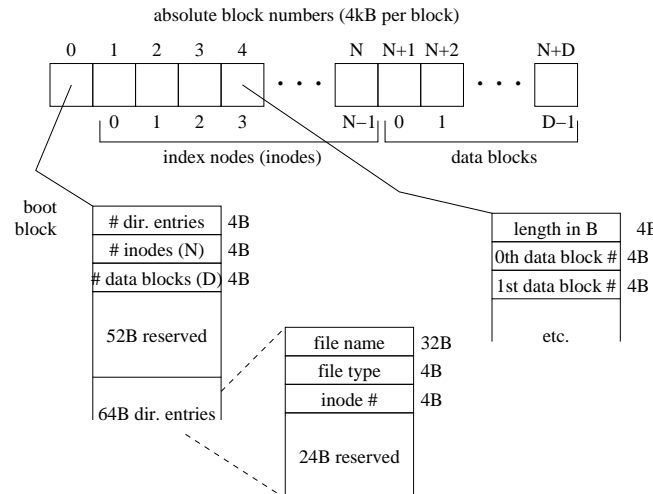 absolute block numbers (4kB per block)
0 1 2 3 4 N N+1 N+2 N+D
. . . . . .
0 1 2 3 N−1 0 1 D−1
index nodes (inodes) data blocks
boot
block
# dir. entries 4B
# inodes (N) 4B
# data blocks (D) 4B
52B reserved
64B dir. entries
file name 32B
file type 4B
inode # 4B
24B reserved
length in B 4B
0th data block # 4B
1st data block # 4B
etc.